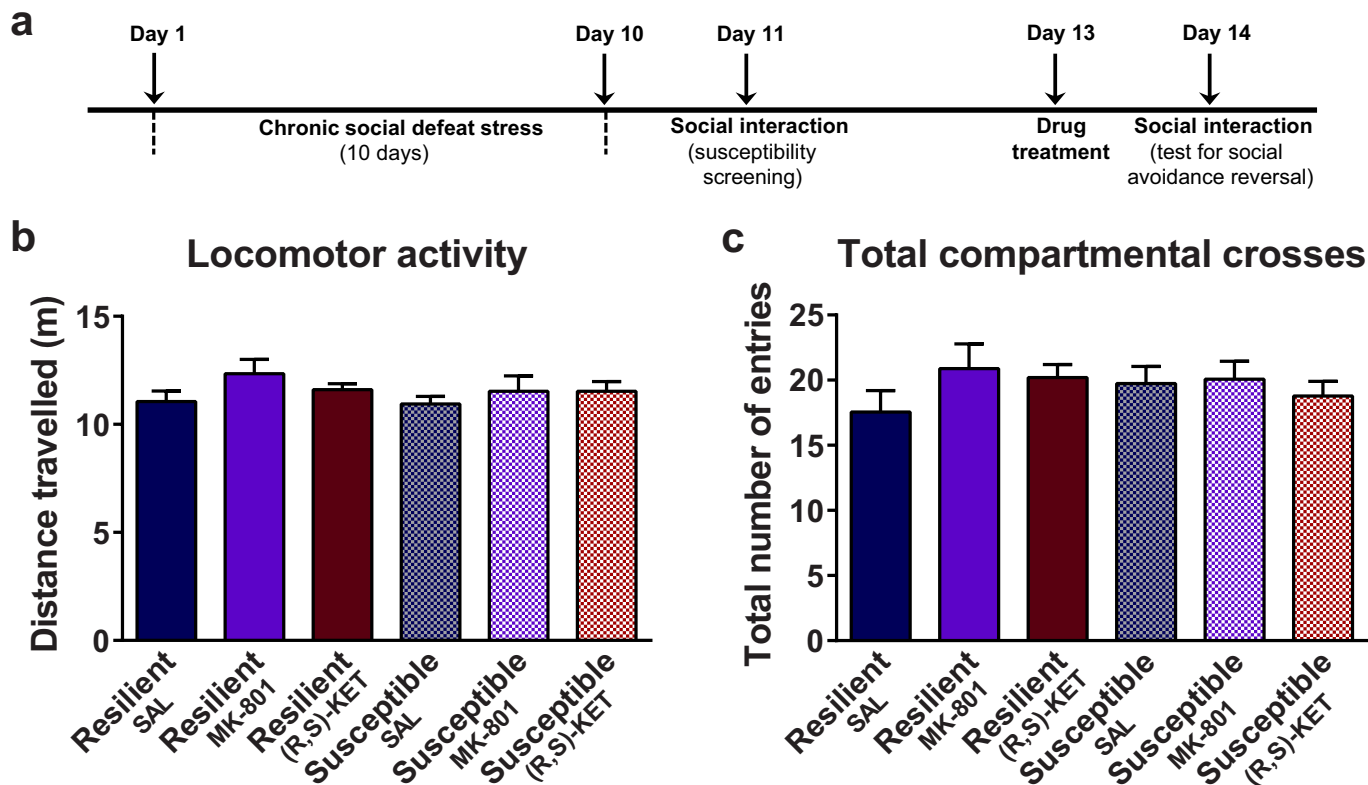 a
Day 1
Day 10
Day 11
Day 13
Day 14
Chronic social defeat stress
(10 days)
Social interaction
(susceptibility
screening)
Drug
treatment
Social interaction
(test for social
avoidance reversal)
b
Locomotor activity
Distance travelled (m)
15
10
5
0
Resilient
SAL
Resilient
MK-801
Resilient
(R,S)-KET
Susceptible
SAL
Susceptible
MK-801
Susceptible
(R,S)-KET
c
Total compartmental crosses
Total number of entries
25
20
15
10
5
0
Resilient
SAL
Resilient
MK-801
Resilient
(R,S)-KET
Susceptible
SAL
Susceptible
MK-801
Susceptible
(R,S)-KET